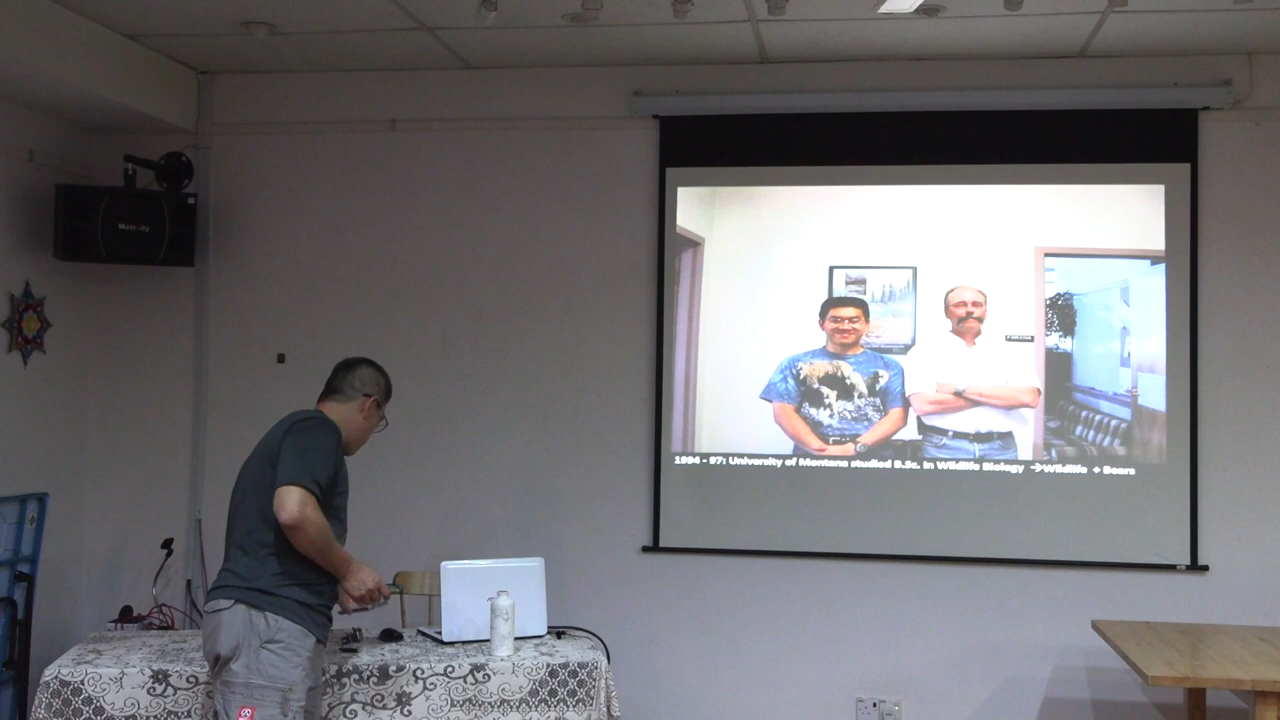 1994 - 97: University of Montana studied B.Sc. in Wildlife Biology → Wildlife + Bears